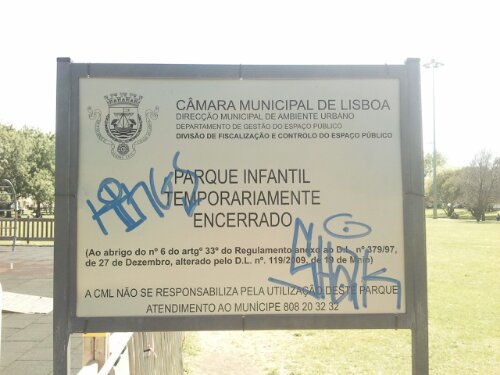 CÂMARA MUNICIPAL DE LISBOA
DIRECÇÃO MUNICIPAL DE AMBIENTE URBANO
DEPARTAMENTO DE GESTÃO DO ESPAÇO PÚBLICO
DIVISÃO DE FISCALIZAÇÃO E CONTROLO DO ESPAÇO PÚBLICO
PARQUE INFANTIL
TEMPORARIAMENTE
ENCERRADO
(Ao abrigo do nº 6 do artgº 33º do Regulamento anexo ao D.L. nº 379/97,
de 27 de Dezembro, alterado pelo D.L. nº. 119/2009, de 19 de Maio)
A CML NÃO SE RESPONSABILIZA PELA UTILIZAÇÃO DESTE PARQUE
ATENDIMENTO AO MUNÍCIPE 808 20 32 32